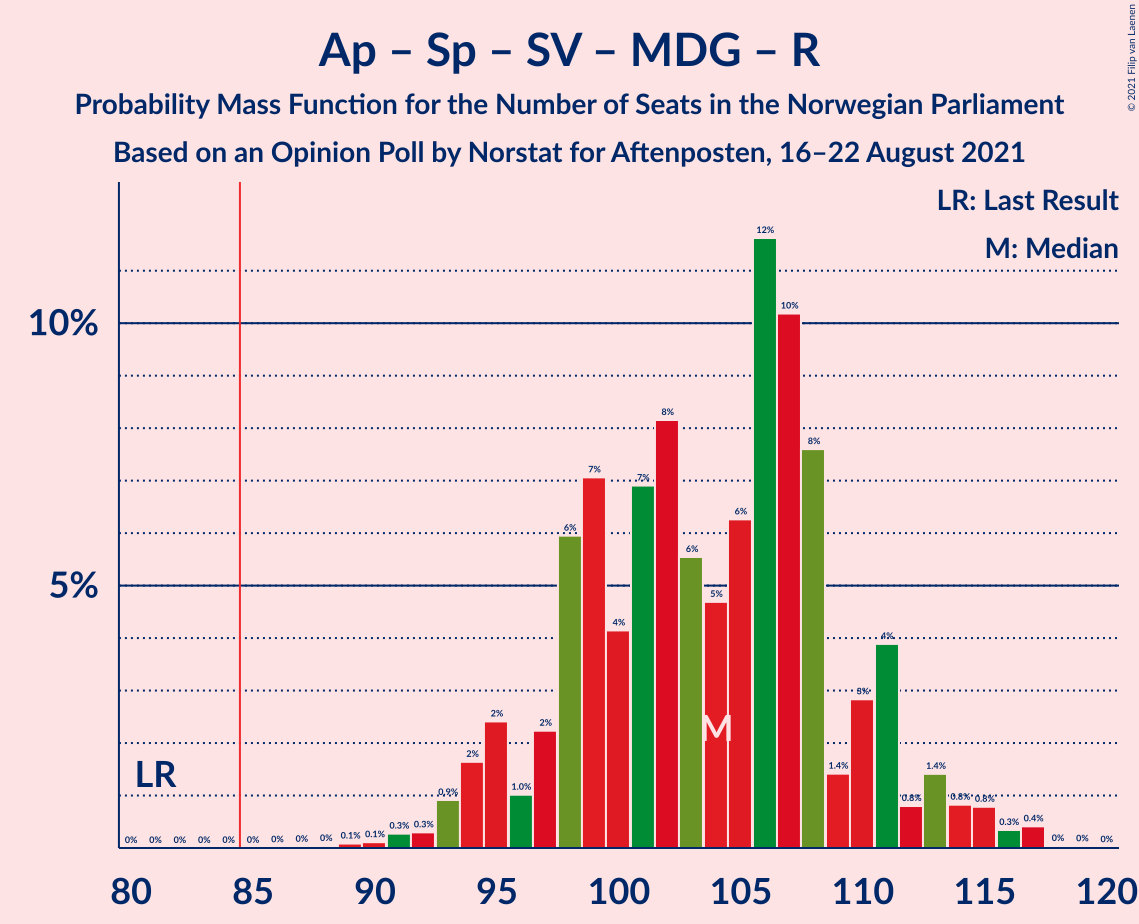 Ap – Sp – SV – MDG – R
Probability Mass Function for the Number of Seats in the Norwegian Parliament
Based on an Opinion Poll by Norstat for Aftenposten, 16–22 August 2021
© 2021 Filip van Laenen
LR: Last Result
M: Median
10%
5%
LR
M
0% 0% 0% 0% 0% 0% 0% 0% 0% 0.1% 0.1% 0.3% 0.3% 0.9% 2% 2% 1.0% 2% 6% 7% 4% 7% 8% 6% 5% 6% 12% 10% 8% 1.4% 3% 4% 0.8% 1.4% 0.8% 0.8% 0.3% 0.4% 0% 0% 0%
80 85 90 95 100 105 110 115 120